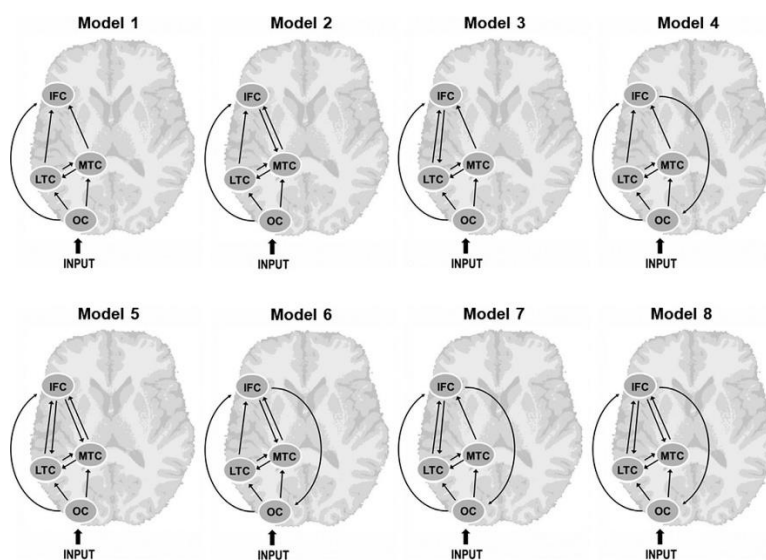 Model 1 Model 2 Model 3 Model 4
IFC IFC IFC IFC
MTC MTC MTC MTC
LTC LTC LTC LTC
OC OC OC OC
INPUT INPUT INPUT INPUT
Model 5 Model 6 Model 7 Model 8
IFC IFC IFC IFC
MTC MTC MTC MTC
LTC LTC LTC LTC
OC OC OC OC
INPUT INPUT INPUT INPUT